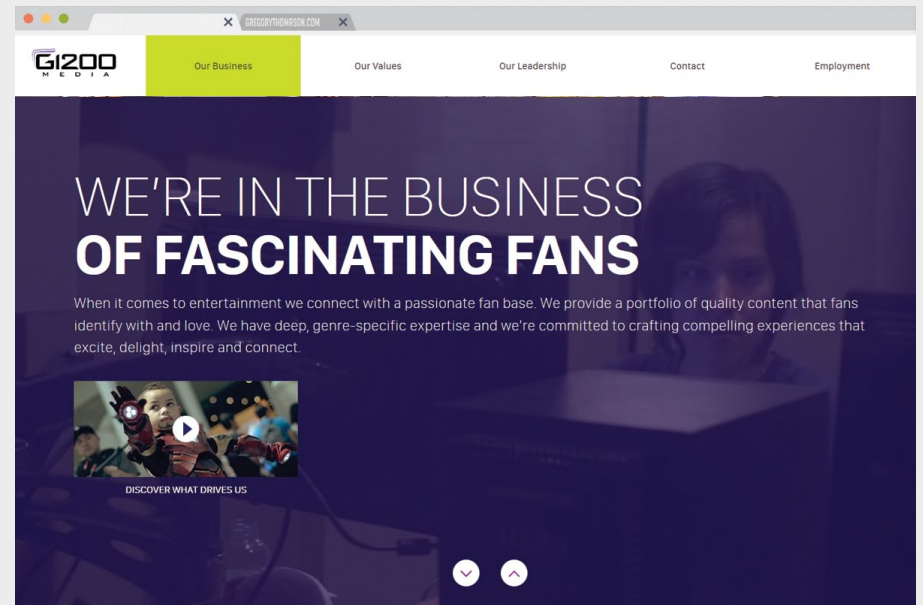 GREGORYTHOMASON.COM
G1200
MEDIA
Our Business
Our Values
Our Leadership
Contact
Employment
WE'RE IN THE BUSINESS
OF FASCINATING FANS
When it comes to entertainment we connect with a passionate fan base. We provide a portfolio of quality content that fans
identify with and love. We have deep, genre-specific expertise and we're committed to crafting compelling experiences that
excite, delight, inspire and connect.
DISCOVER WHAT DRIVES US